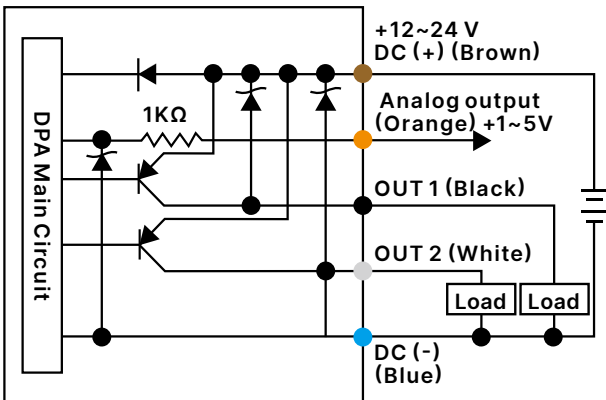 +12~24 V
DC (+) (Brown)
1KΩ
Analog output
(Orange) +1~5V
DPA Main Circuit
OUT 1 (Black)
OUT 2 (White)
Load
Load
DC (-)
(Blue)